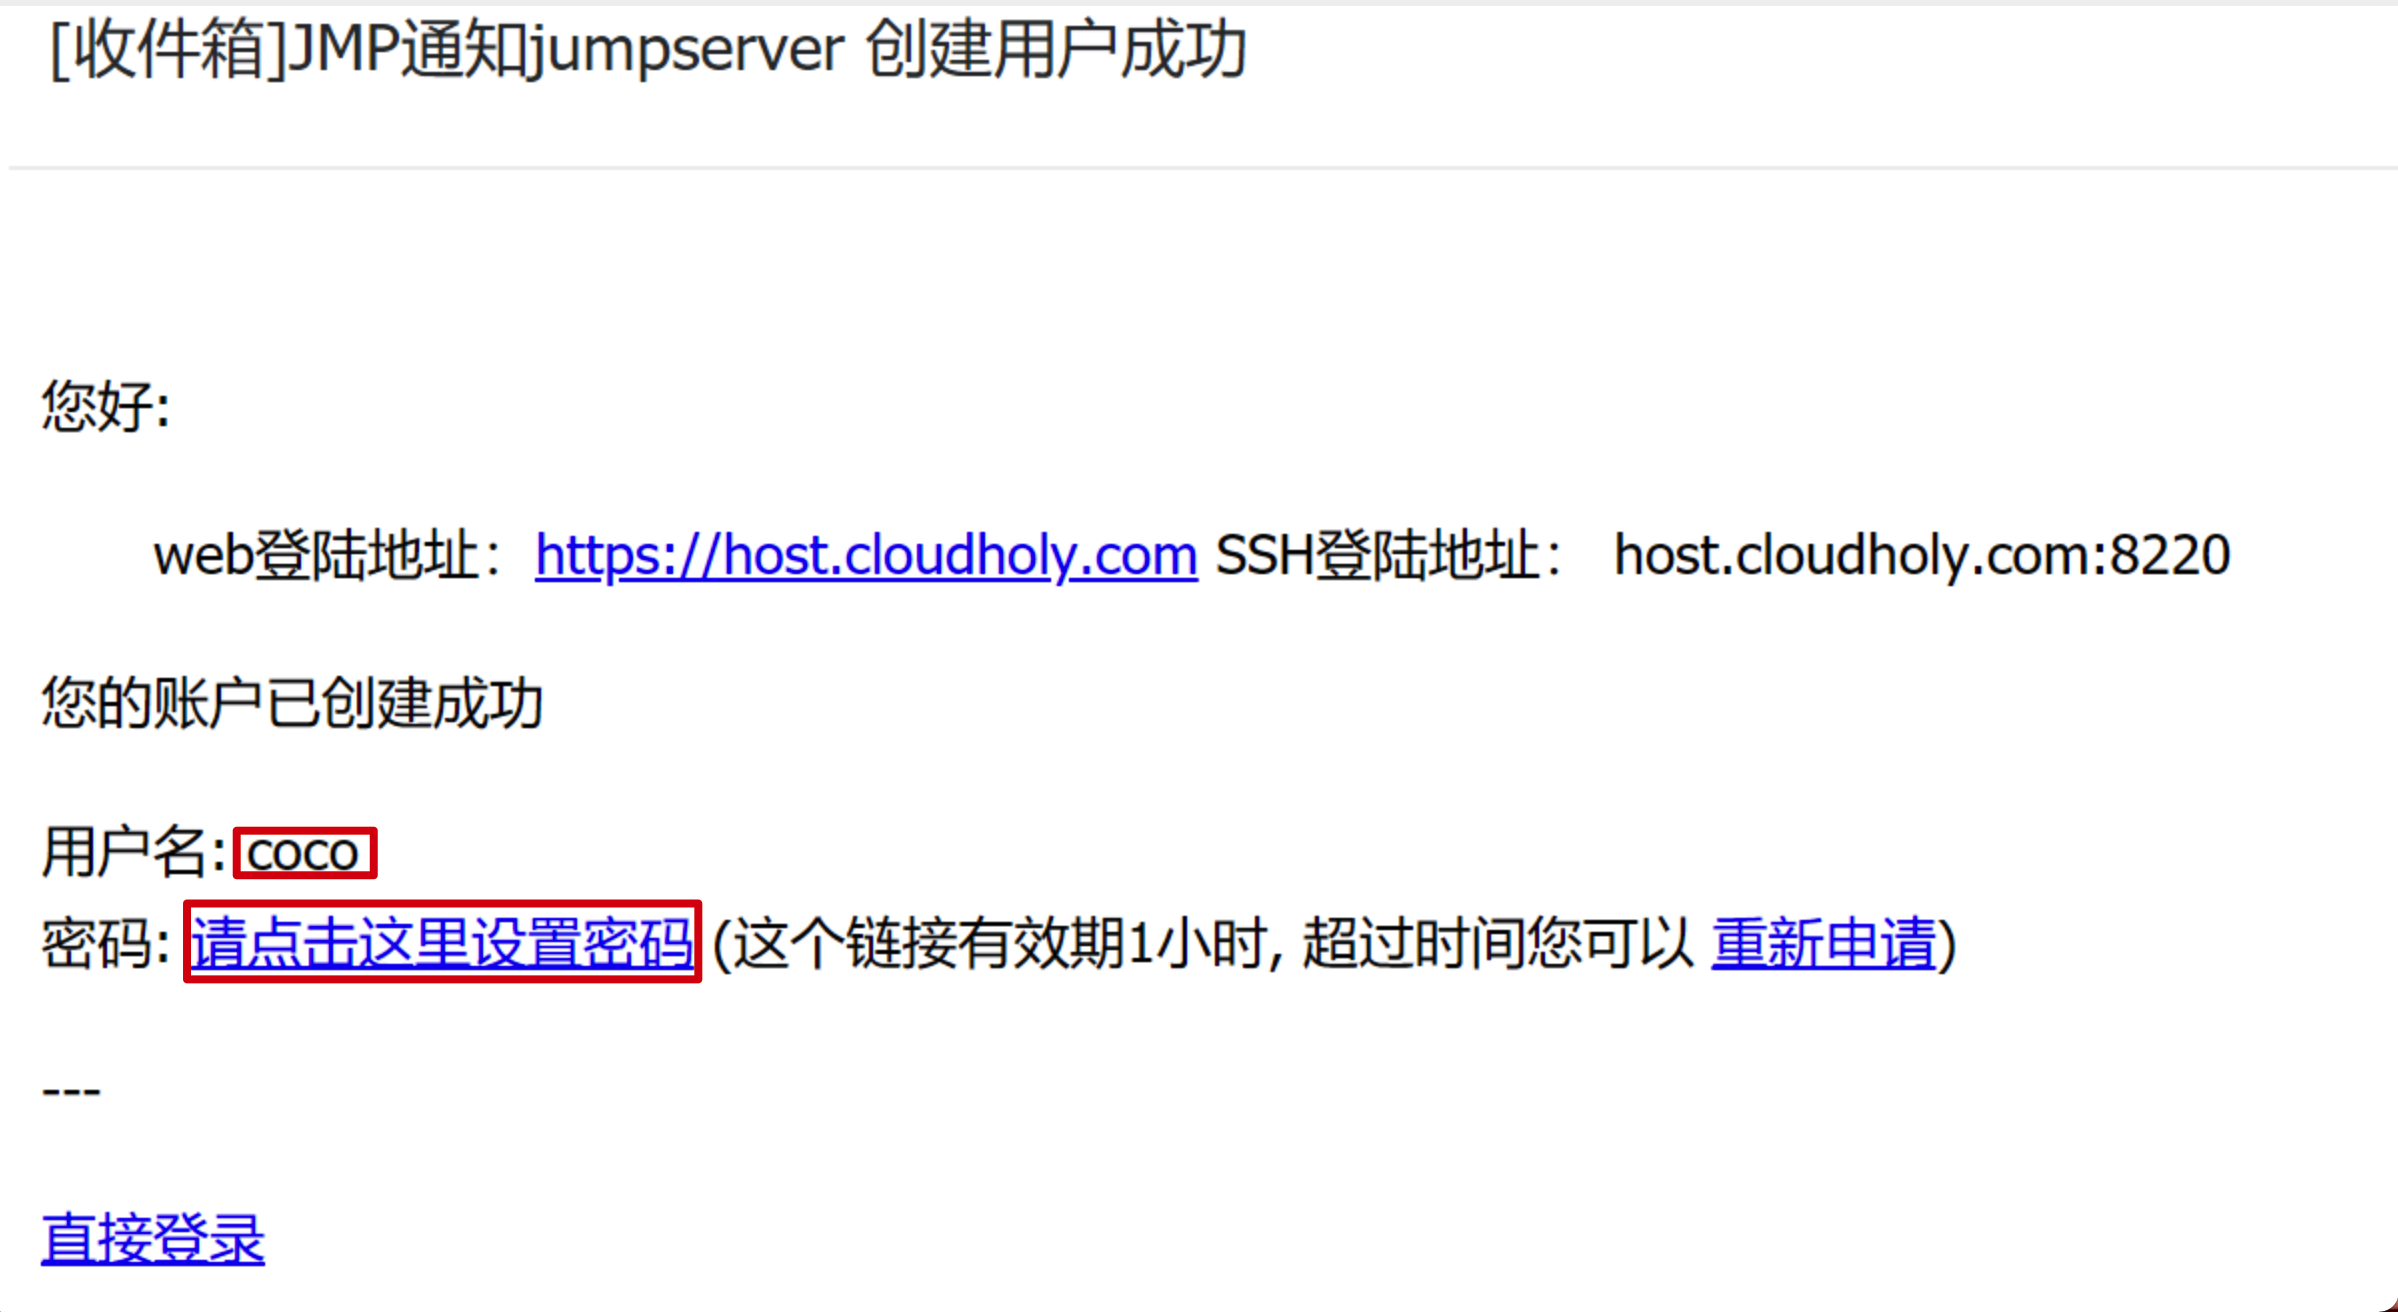 [收件箱]JMP通知jumpserver 创建用户成功
您好:
web登陆地址：https://host.cloudholy.com SSH登陆地址： host.cloudholy.com:8220
您的账户已创建成功
用户名: coco
密码: 请点击这里设置密码 (这个链接有效期1小时, 超过时间您可以 重新申请)
---
直接登录